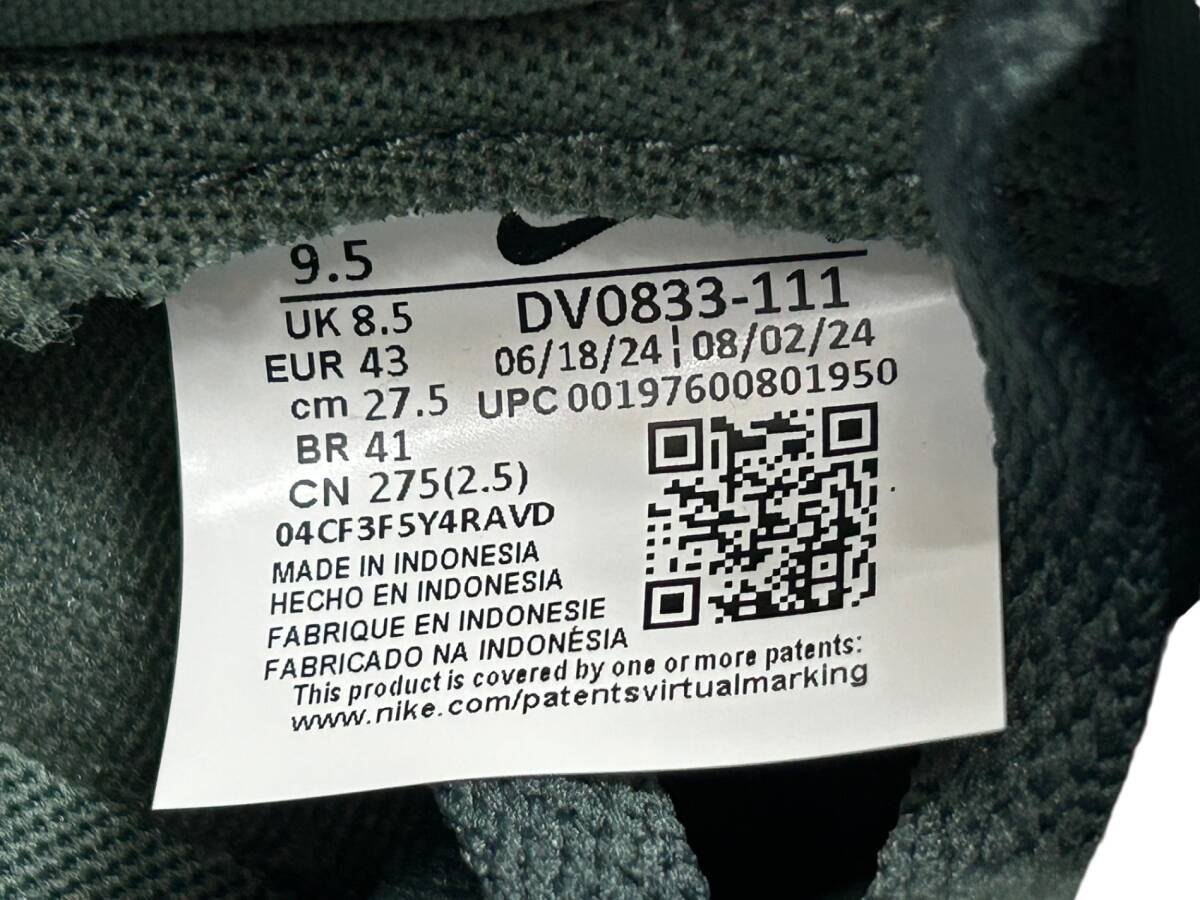 9.5
UK 8.5
EUR 43
cm 27.5
BR 41
CN 275(2.5)
DV0833-111
06/18/24 ¦ 08/02/24
UPC 00197600801950
04CF3F5Y4RAVD
MADE IN INDONESIA
HECHO EN INDONESIA
FABRIQUE EN INDONESIE
FABRICADO NA INDONÉSIA
This product is covered by one or more patents:
www.nike.com/patentsvirtualmarking